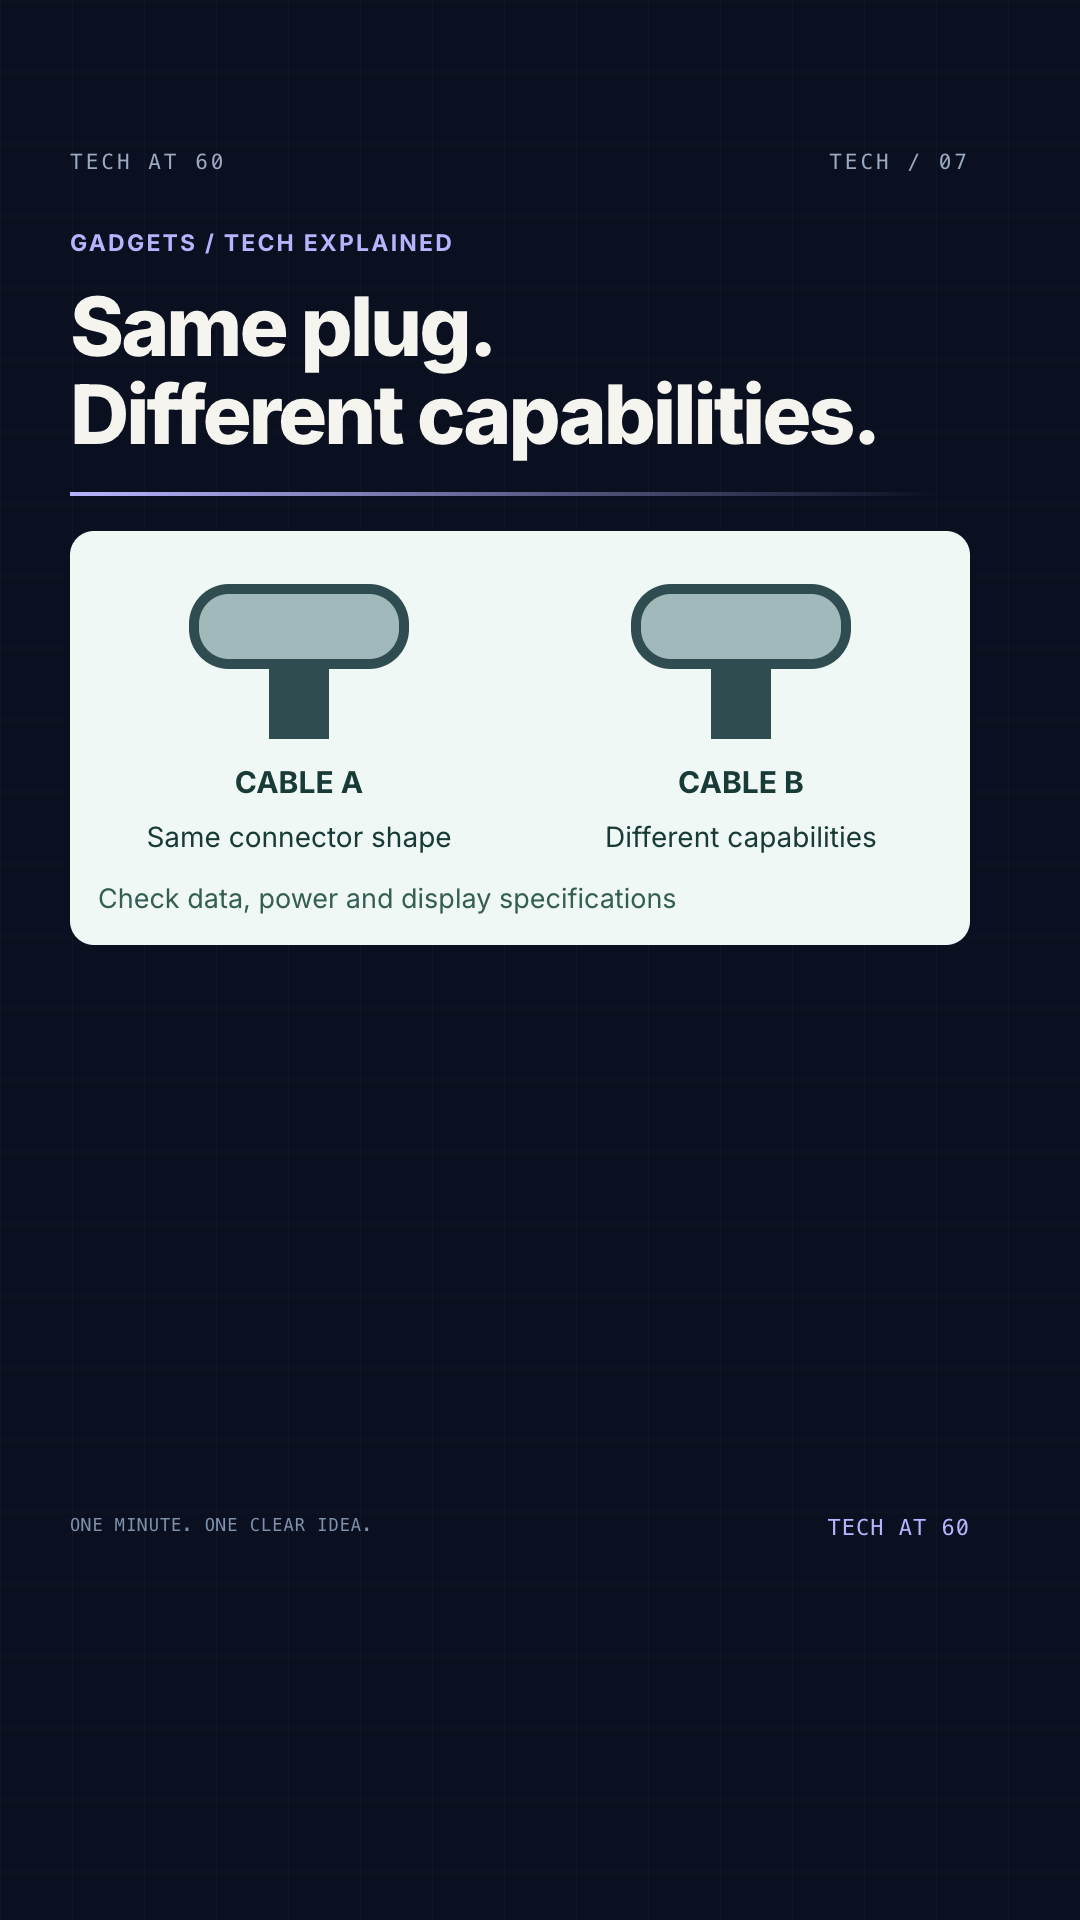 TECH AT 60
TECH / 07
GADGETS / TECH EXPLAINED
Same plug.
Different capabilities.
CABLE A
CABLE B
Same connector shape
Different capabilities
Check data, power and display specifications
ONE MINUTE. ONE CLEAR IDEA.
TECH AT 60